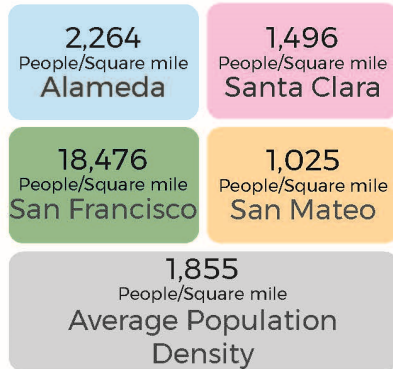 2,264
People/Square mile
Alameda
1,496
People/Square mile
Santa Clara
18,476
People/Square mile
San Francisco
1,025
People/Square mile
San Mateo
1,855
People/Square mile
Average Population
Density